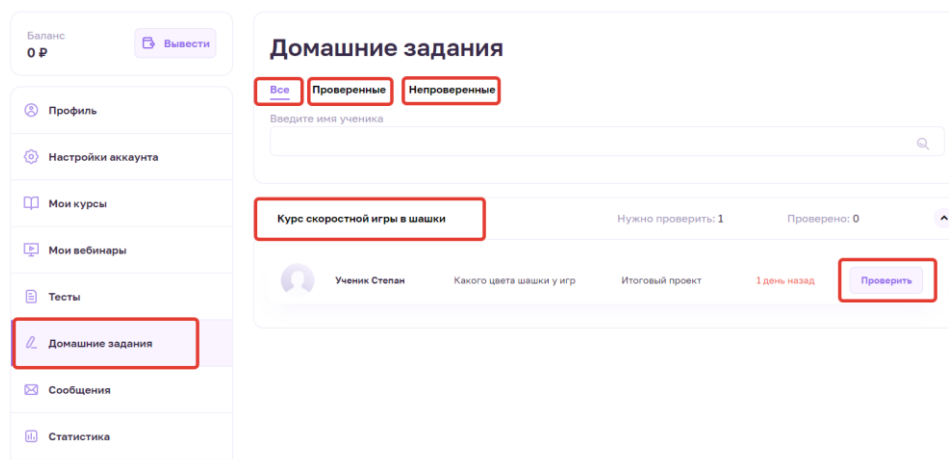 Баланс
0 ₽
Вывести
Профиль
Настройки аккаунта
Мои курсы
Мои вебинары
Тесты
Домашние задания
Сообщения
Статистика
Домашние задания
Все Проверенные Непроверенные
Введите имя ученика
Курс скоростной игры в шашки Нужно проверить: 1 Проверено: 0
Ученик Степан Какого цвета шашки у игр Итоговый проект 1 день назад Проверить